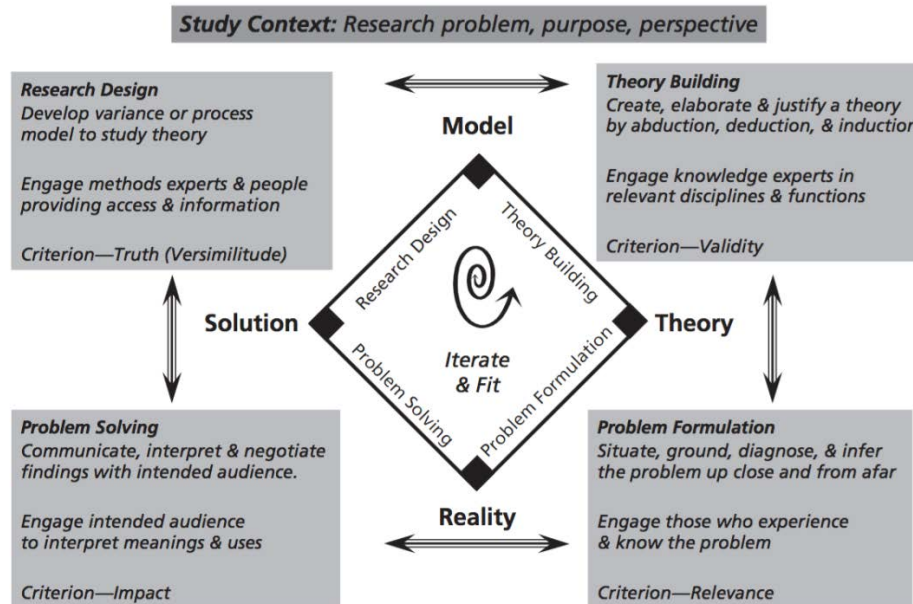 Study Context: Research problem, purpose, perspective
Research Design
Develop variance or process
model to study theory
Engage methods experts & people
providing access & information
Criterion—Truth (Versimilitude)
Theory Building
Create, elaborate & justify a theory
by abduction, deduction, & induction
Engage knowledge experts in
relevant disciplines & functions
Criterion—Validity
Model
Research Design
Theory Building
Solution
Theory
Iterate
& Fit
Problem Solving
Problem Formulation
Reality
Problem Solving
Communicate, interpret & negotiate
findings with intended audience.
Engage intended audience
to interpret meanings & uses
Criterion—Impact
Problem Formulation
Situate, ground, diagnose, & infer
the problem up close and from afar
Engage those who experience
& know the problem
Criterion—Relevance